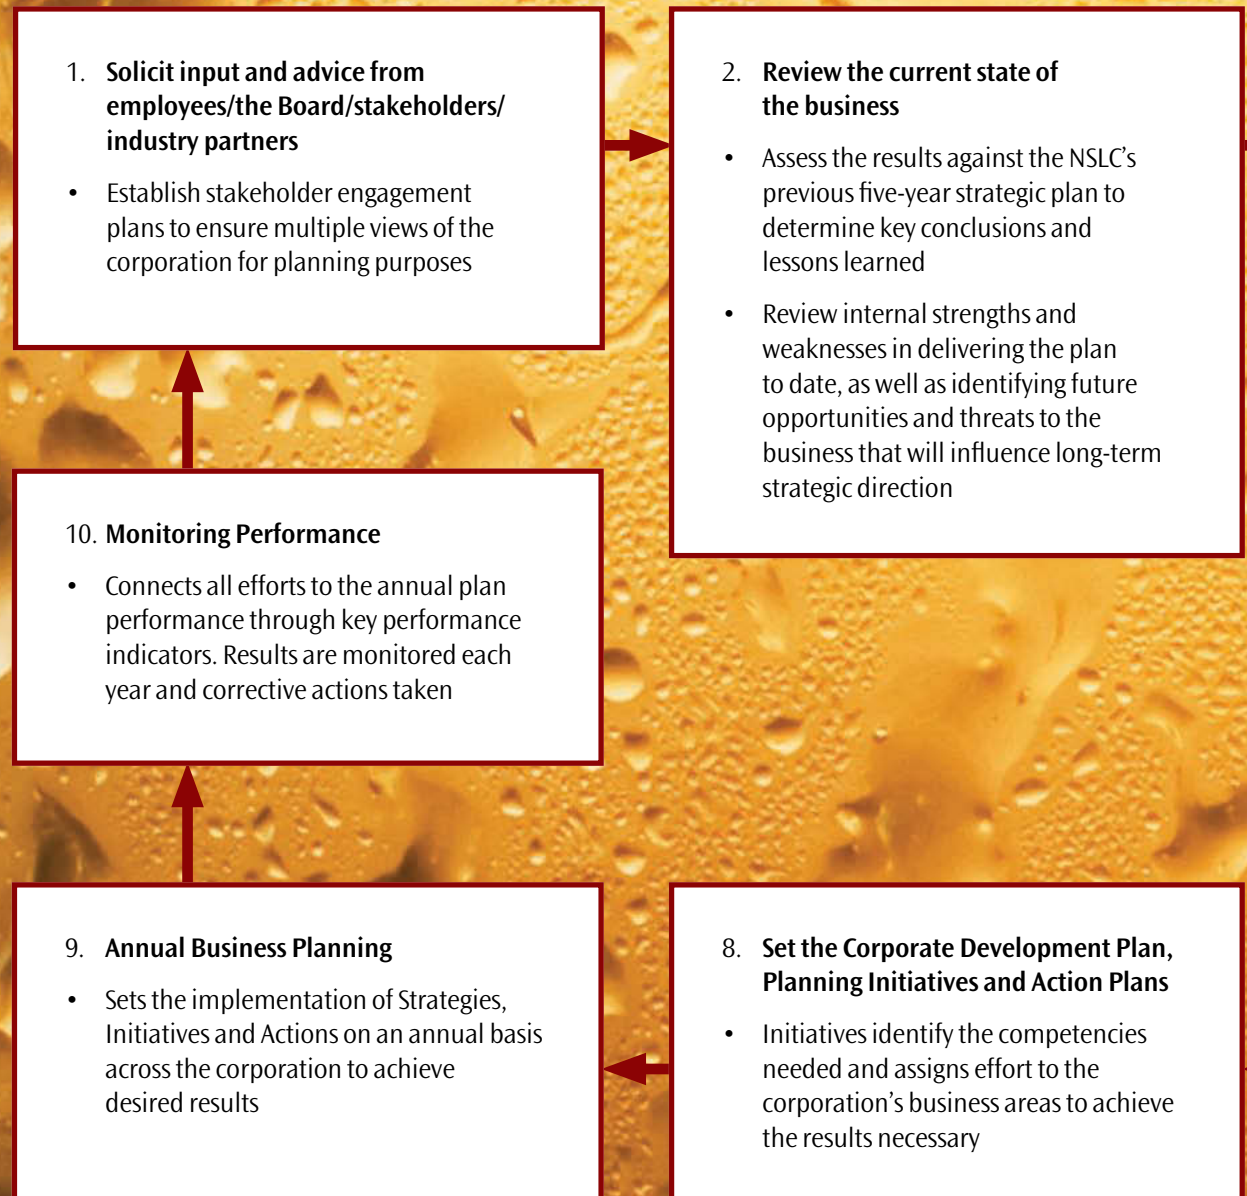 1. Solicit input and advice from
employees/the Board/stakeholders/
industry partners
• Establish stakeholder engagement
plans to ensure multiple views of the
corporation for planning purposes
2. Review the current state of
the business
• Assess the results against the NSLC’s
previous five-year strategic plan to
determine key conclusions and
lessons learned
• Review internal strengths and
weaknesses in delivering the plan
to date, as well as identifying future
opportunities and threats to the
business that will influence long-term
strategic direction
10. Monitoring Performance
• Connects all efforts to the annual plan
performance through key performance
indicators. Results are monitored each
year and corrective actions taken
9. Annual Business Planning
• Sets the implementation of Strategies,
Initiatives and Actions on an annual basis
across the corporation to achieve
desired results
8. Set the Corporate Development Plan,
Planning Initiatives and Action Plans
• Initiatives identify the competencies
needed and assigns effort to the
corporation’s business areas to achieve
the results necessary